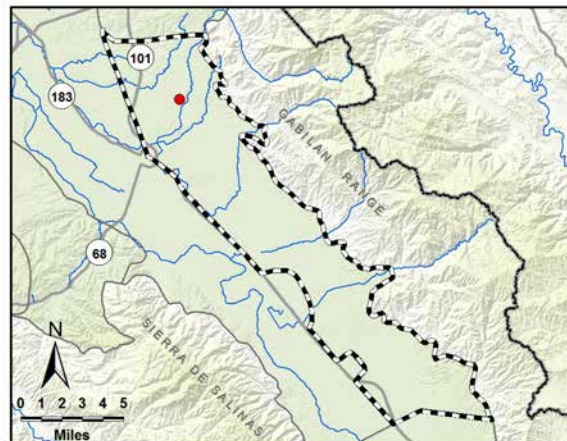 101
183
GABILAN RANGE
68
SIERRA DE SALINAS
N
0 1 2 3 4 5
Miles